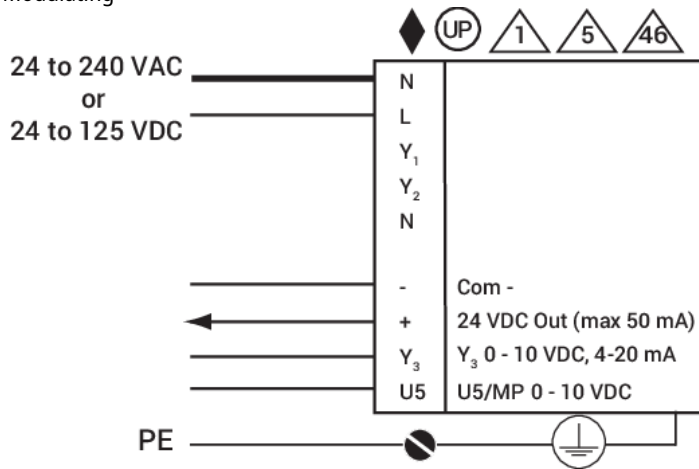 modulating
UP 1 5 46
24 to 240 VAC
or
24 to 125 VDC
N
L
Y₁
Y₂
N
- Com -
+ 24 VDC Out (max 50 mA)
Y₃ Y₃ 0 - 10 VDC, 4-20 mA
U5 U5/MP 0 - 10 VDC
PE